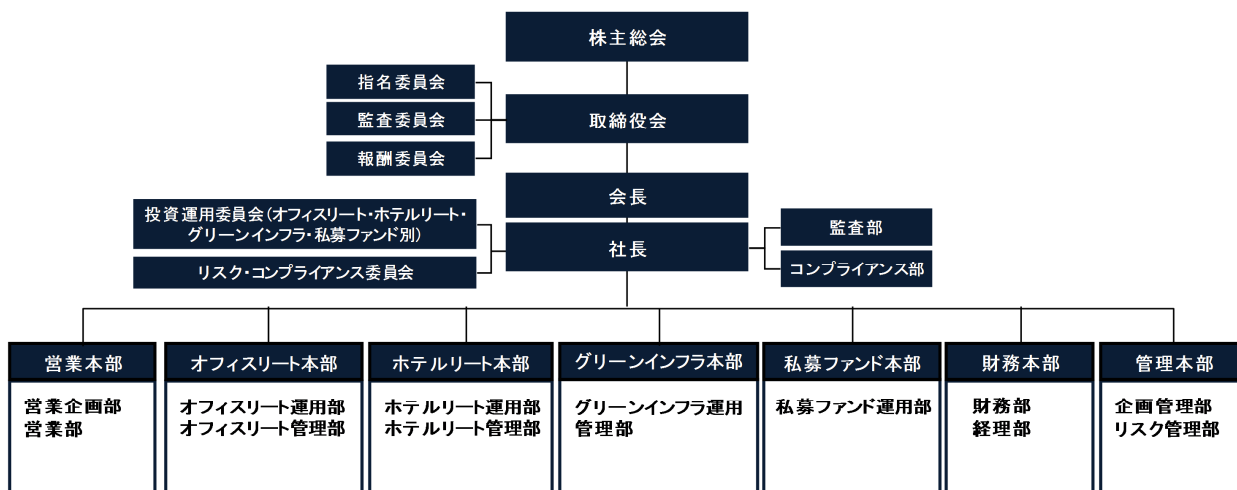 株主総会
指名委員会
監査委員会
報酬委員会
取締役会
会長
投資運用委員会(オフィスリート・ホテルリート・
グリーンインフラ・私募ファンド別)
リスク・コンプライアンス委員会
社長
監査部
コンプライアンス部
営業本部
営業企画部
営業部
オフィスリート本部
オフィスリート運用部
オフィスリート管理部
ホテルリート本部
ホテルリート運用部
ホテルリート管理部
グリーンインフラ本部
グリーンインフラ運用
管理部
私募ファンド本部
私募ファンド運用部
財務本部
財務部
経理部
管理本部
企画管理部
リスク管理部